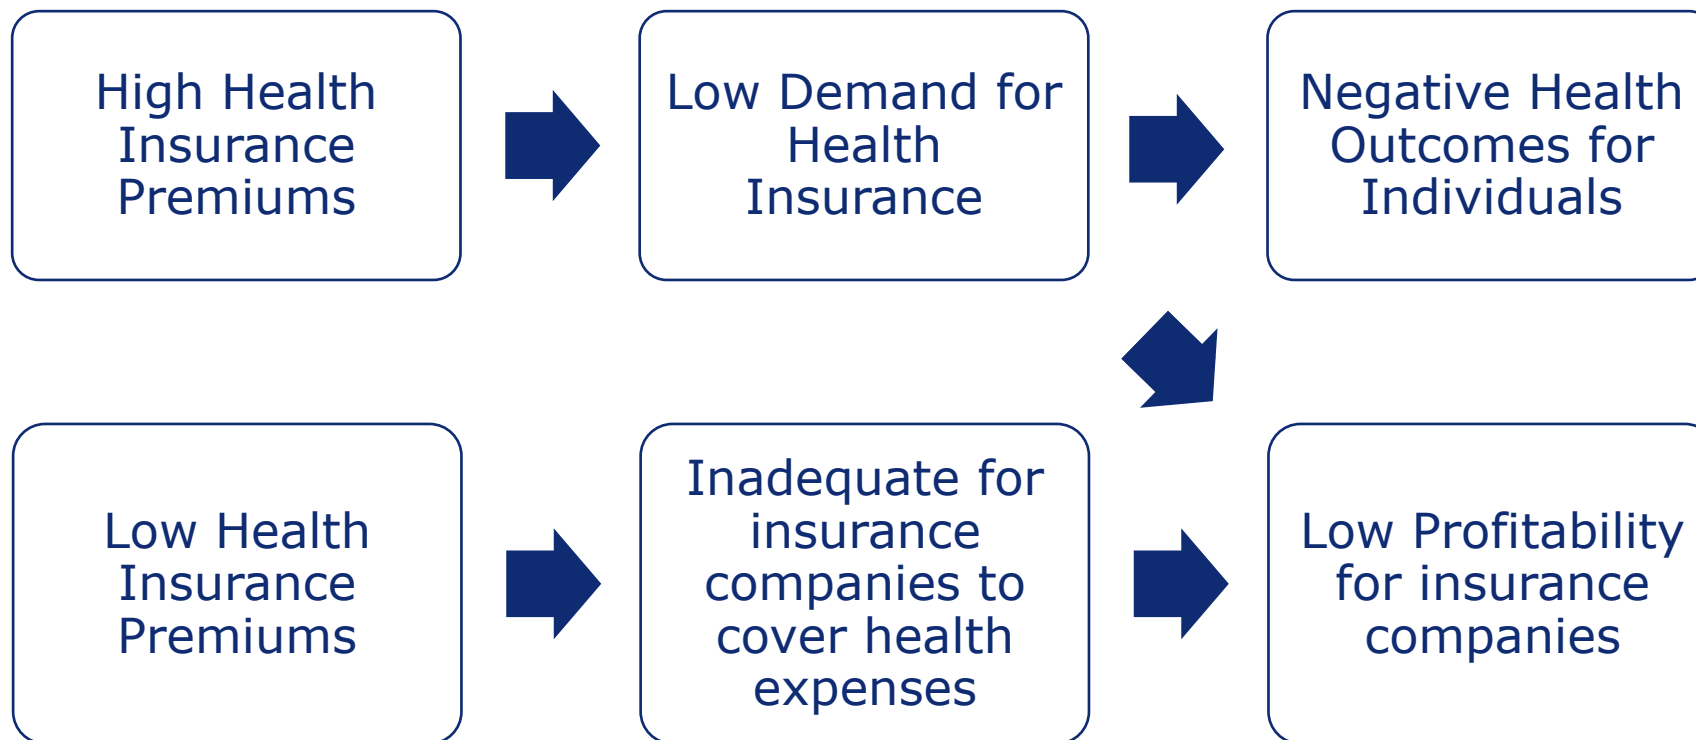 High Health
Insurance
Premiums
Low Demand for
Health
Insurance
Negative Health
Outcomes for
Individuals
Low Health
Insurance
Premiums
Inadequate for
insurance
companies to
cover health
expenses
Low Profitability
for insurance
companies